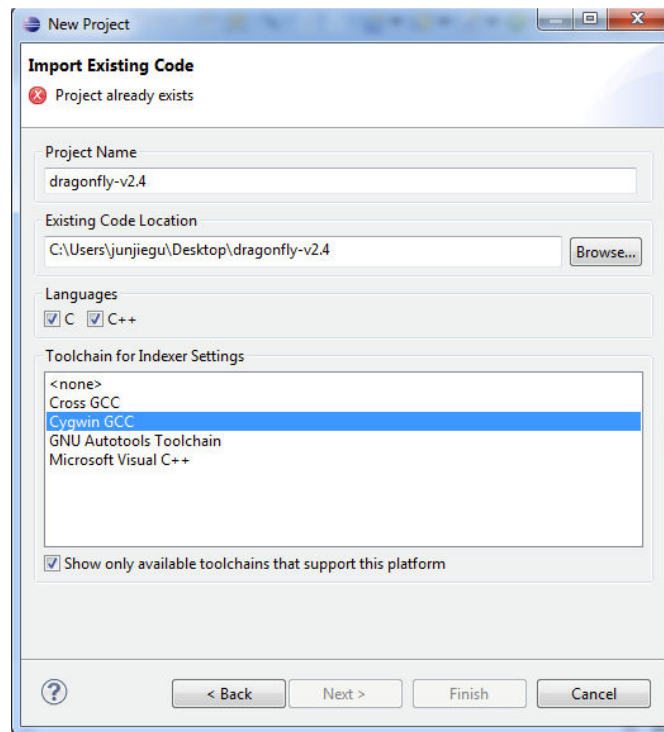 New Project
Import Existing Code
Project already exists
Project Name
dragonfly-v2.4
Existing Code Location
C:\Users\junjiegu\Desktop\dragonfly-v2.4
Browse...
Languages
C C++
Toolchain for Indexer Settings
<none>
Cross GCC
Cygwin GCC
GNU Autotools Toolchain
Microsoft Visual C++
Show only available toolchains that support this platform
? < Back Next > Finish Cancel